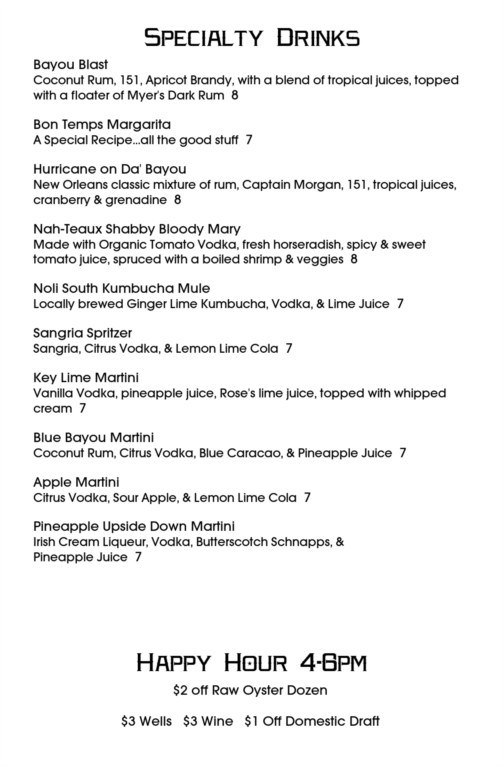 Specialty Drinks
Bayou Blast
Coconut Rum, 151, Apricot Brandy, with a blend of tropical juices, topped
with a floater of Myer's Dark Rum 8
Bon Temps Margarita
A Special Recipe...all the good stuff 7
Hurricane on Da' Bayou
New Orleans classic mixture of rum, Captain Morgan, 151, tropical juices,
cranberry & grenadine 8
Nah-Teaux Shabby Bloody Mary
Made with Organic Tomato Vodka, fresh horseradish, spicy & sweet
tomato juice, spruced with a boiled shrimp & veggies 8
Noli South Kumbucha Mule
Locally brewed Ginger Lime Kumbucha, Vodka, & Lime Juice 7
Sangria Spritzer
Sangria, Citrus Vodka, & Lemon Lime Cola 7
Key Lime Martini
Vanilla Vodka, pineapple juice, Rose's lime juice, topped with whipped
cream 7
Blue Bayou Martini
Coconut Rum, Citrus Vodka, Blue Caracao, & Pineapple Juice 7
Apple Martini
Citrus Vodka, Sour Apple, & Lemon Lime Cola 7
Pineapple Upside Down Martini
Irish Cream Liqueur, Vodka, Butterscotch Schnapps, &
Pineapple Juice 7
Happy Hour 4-6pm
$2 off Raw Oyster Dozen
$3 Wells $3 Wine $1 Off Domestic Draft